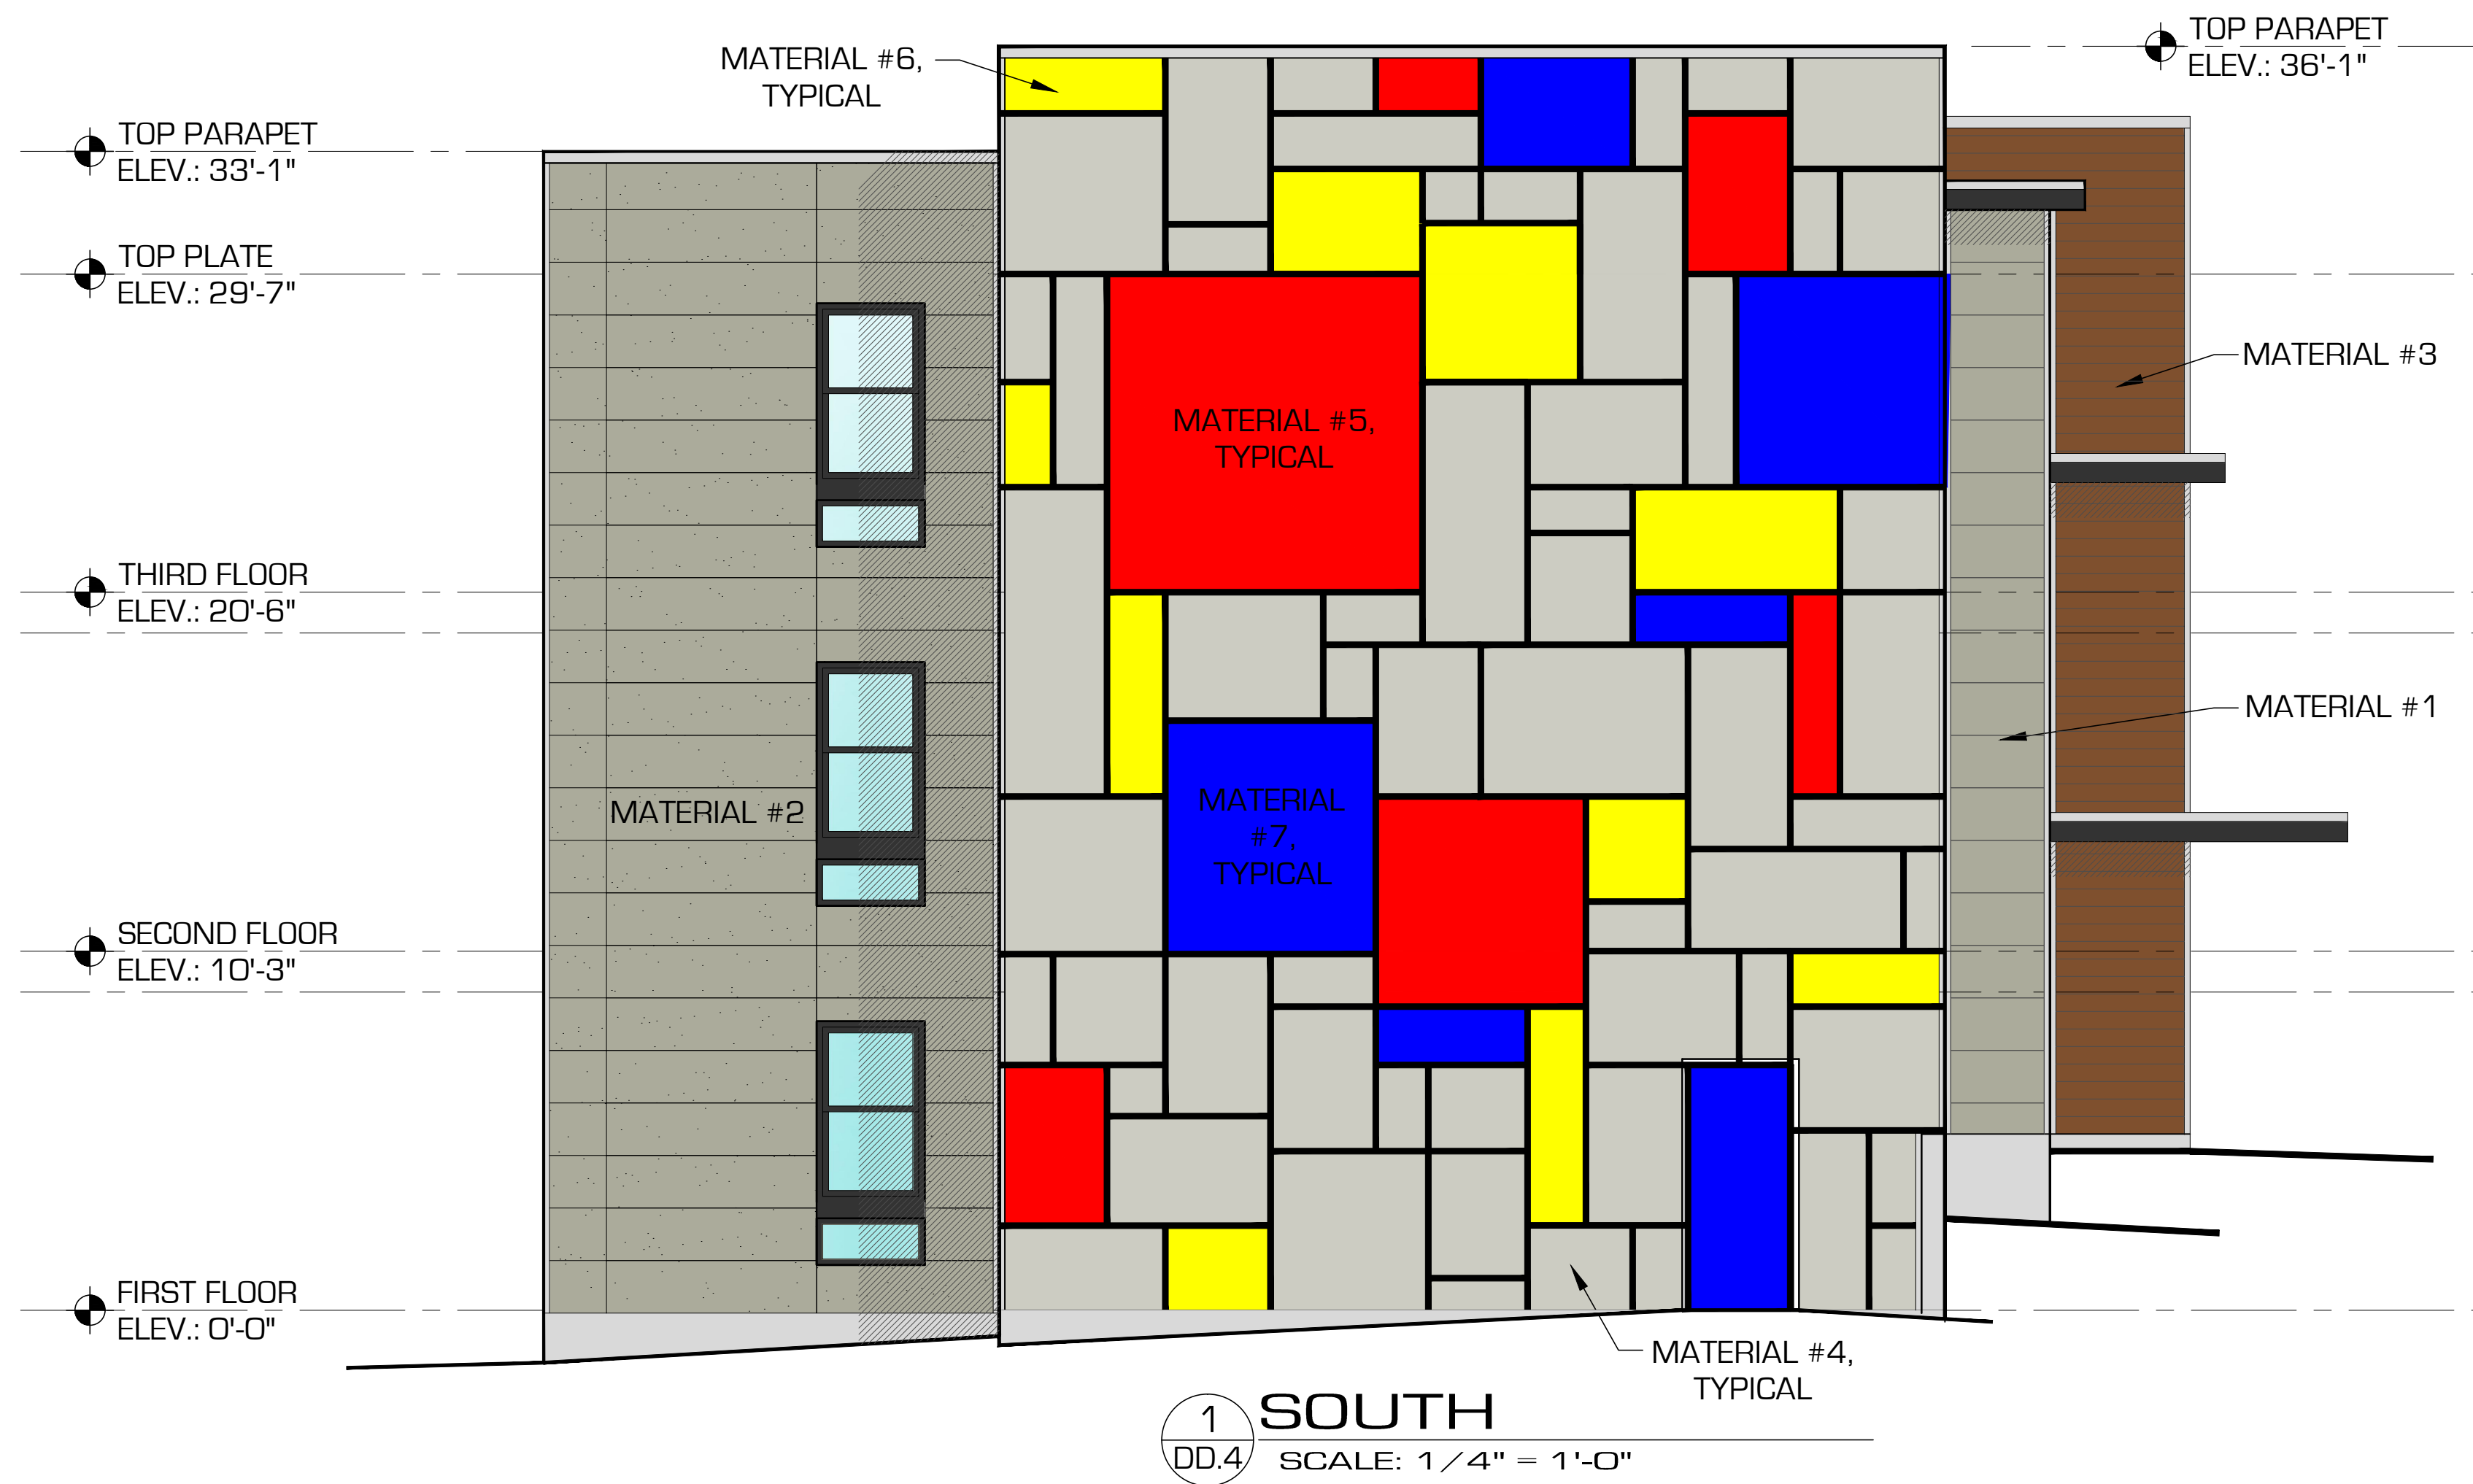 MATERIAL #6,
TYPICAL
TOP PARAPET
ELEV.: 36'-1"
TOP PARAPET
ELEV.: 33'-1"
TOP PLATE
ELEV.: 29'-7"
MATERIAL #3
MATERIAL #5,
TYPICAL
THIRD FLOOR
ELEV.: 20'-6"
MATERIAL #1
MATERIAL #2
MATERIAL
#7,
TYPICAL
SECOND FLOOR
ELEV.: 10'-3"
FIRST FLOOR
ELEV.: 0'-0"
MATERIAL #4,
TYPICAL
1
DD.4
SOUTH
SCALE: 1/4" = 1'-0"